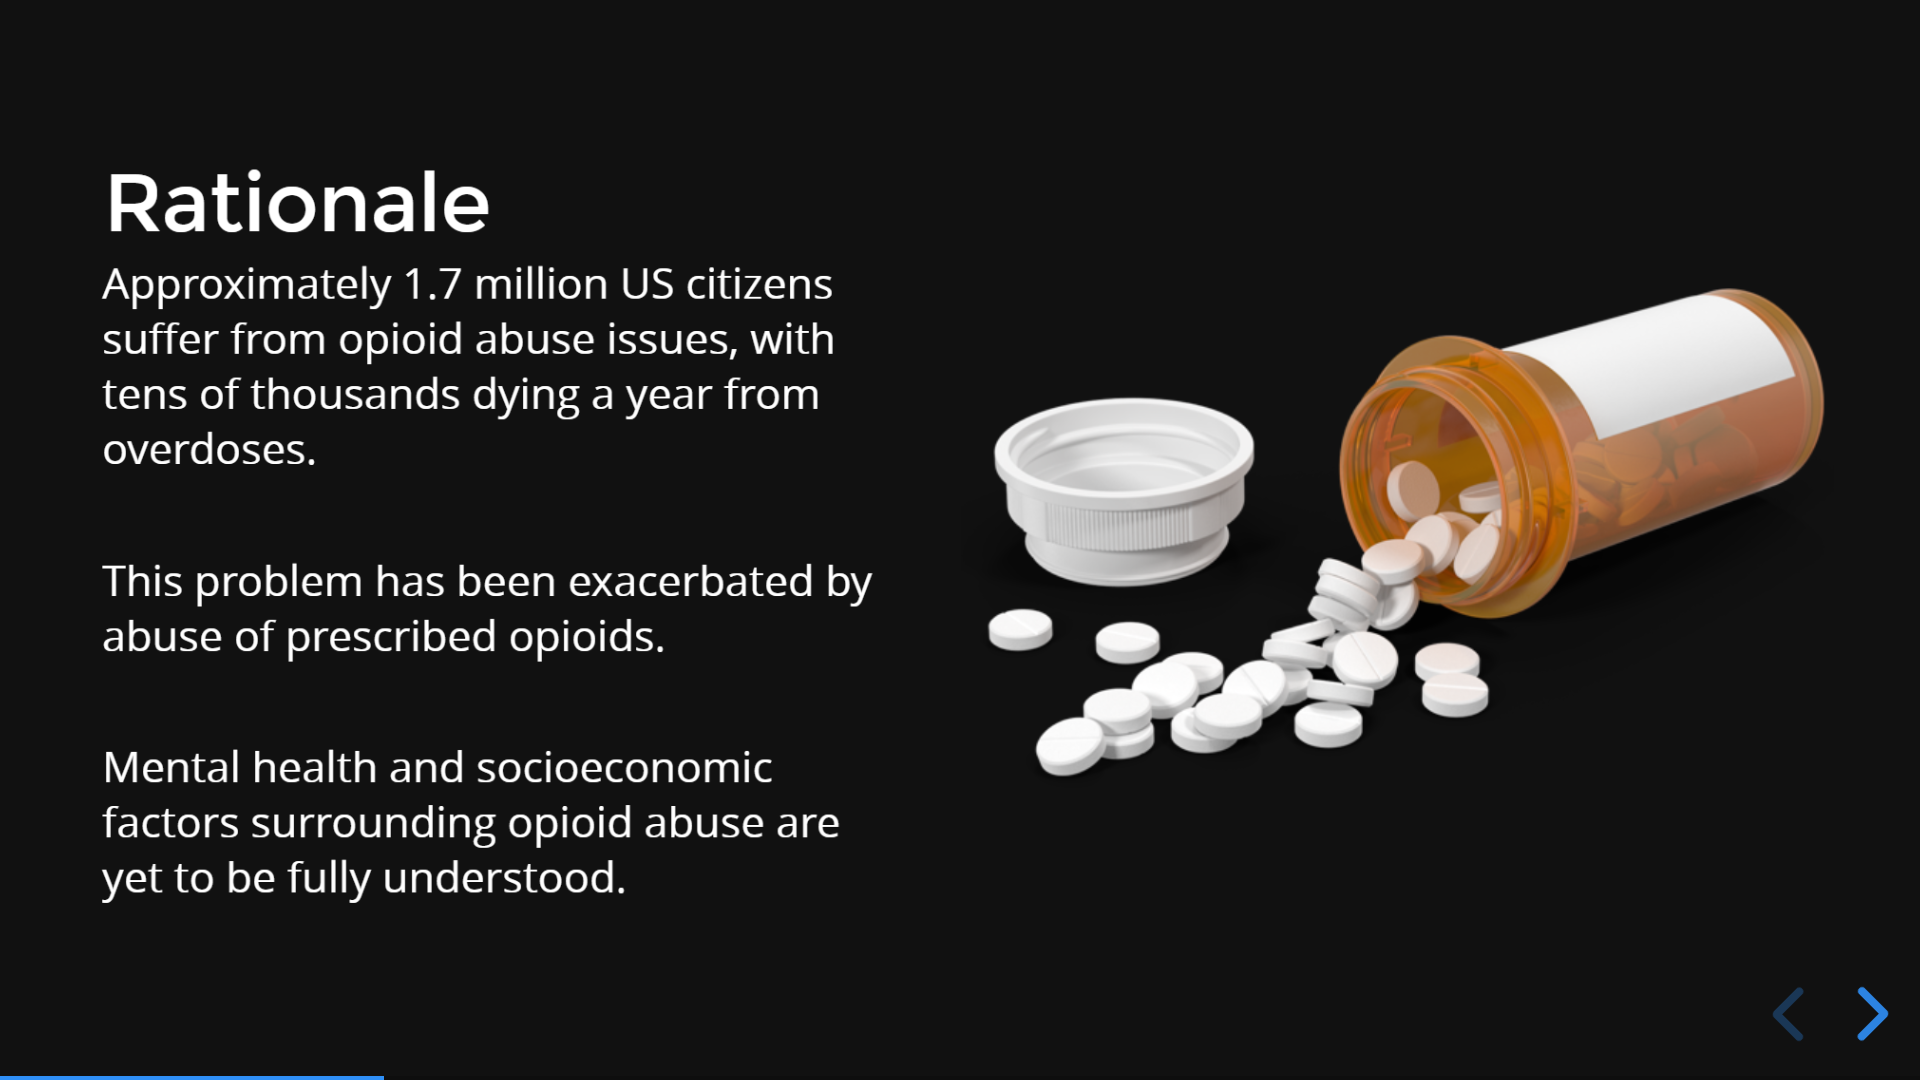 Rationale
Approximately 1.7 million US citizens
suffer from opioid abuse issues, with
tens of thousands dying a year from
overdoses.
This problem has been exacerbated by
abuse of prescribed opioids.
Mental health and socioeconomic
factors surrounding opioid abuse are
yet to be fully understood.